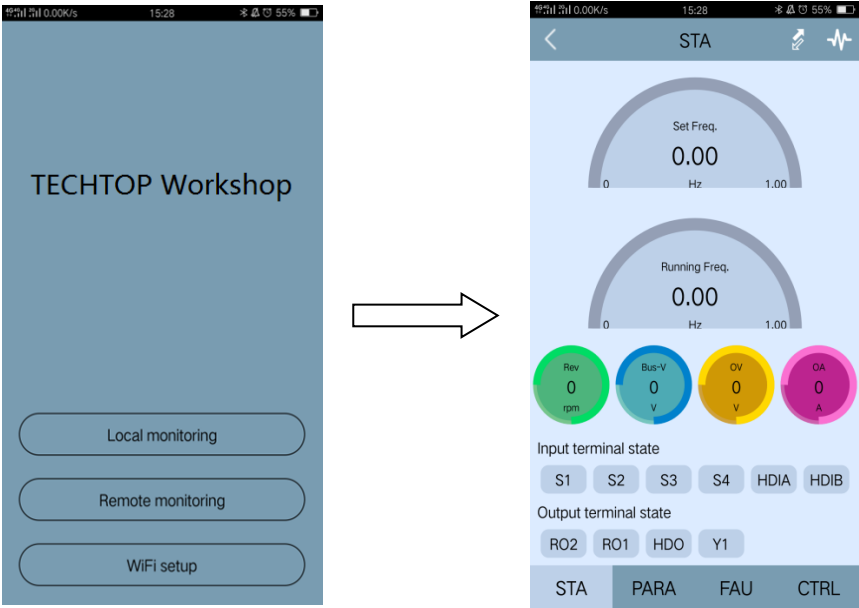 0.00K/s 15:28 55%
TECHTOP Workshop
Local monitoring
Remote monitoring
WiFi setup
0.00K/s 15:28 55%
STA
Set Freq.
0.00
0 Hz 1.00
Running Freq.
0.00
0 Hz 1.00
Rev Bus-V OV OA
0 0 0 0
rpm V V A
Input terminal state
S1 S2 S3 S4 HDIA HDIB
Output terminal state
RO2 RO1 HDO Y1
STA PARA FAU CTRL